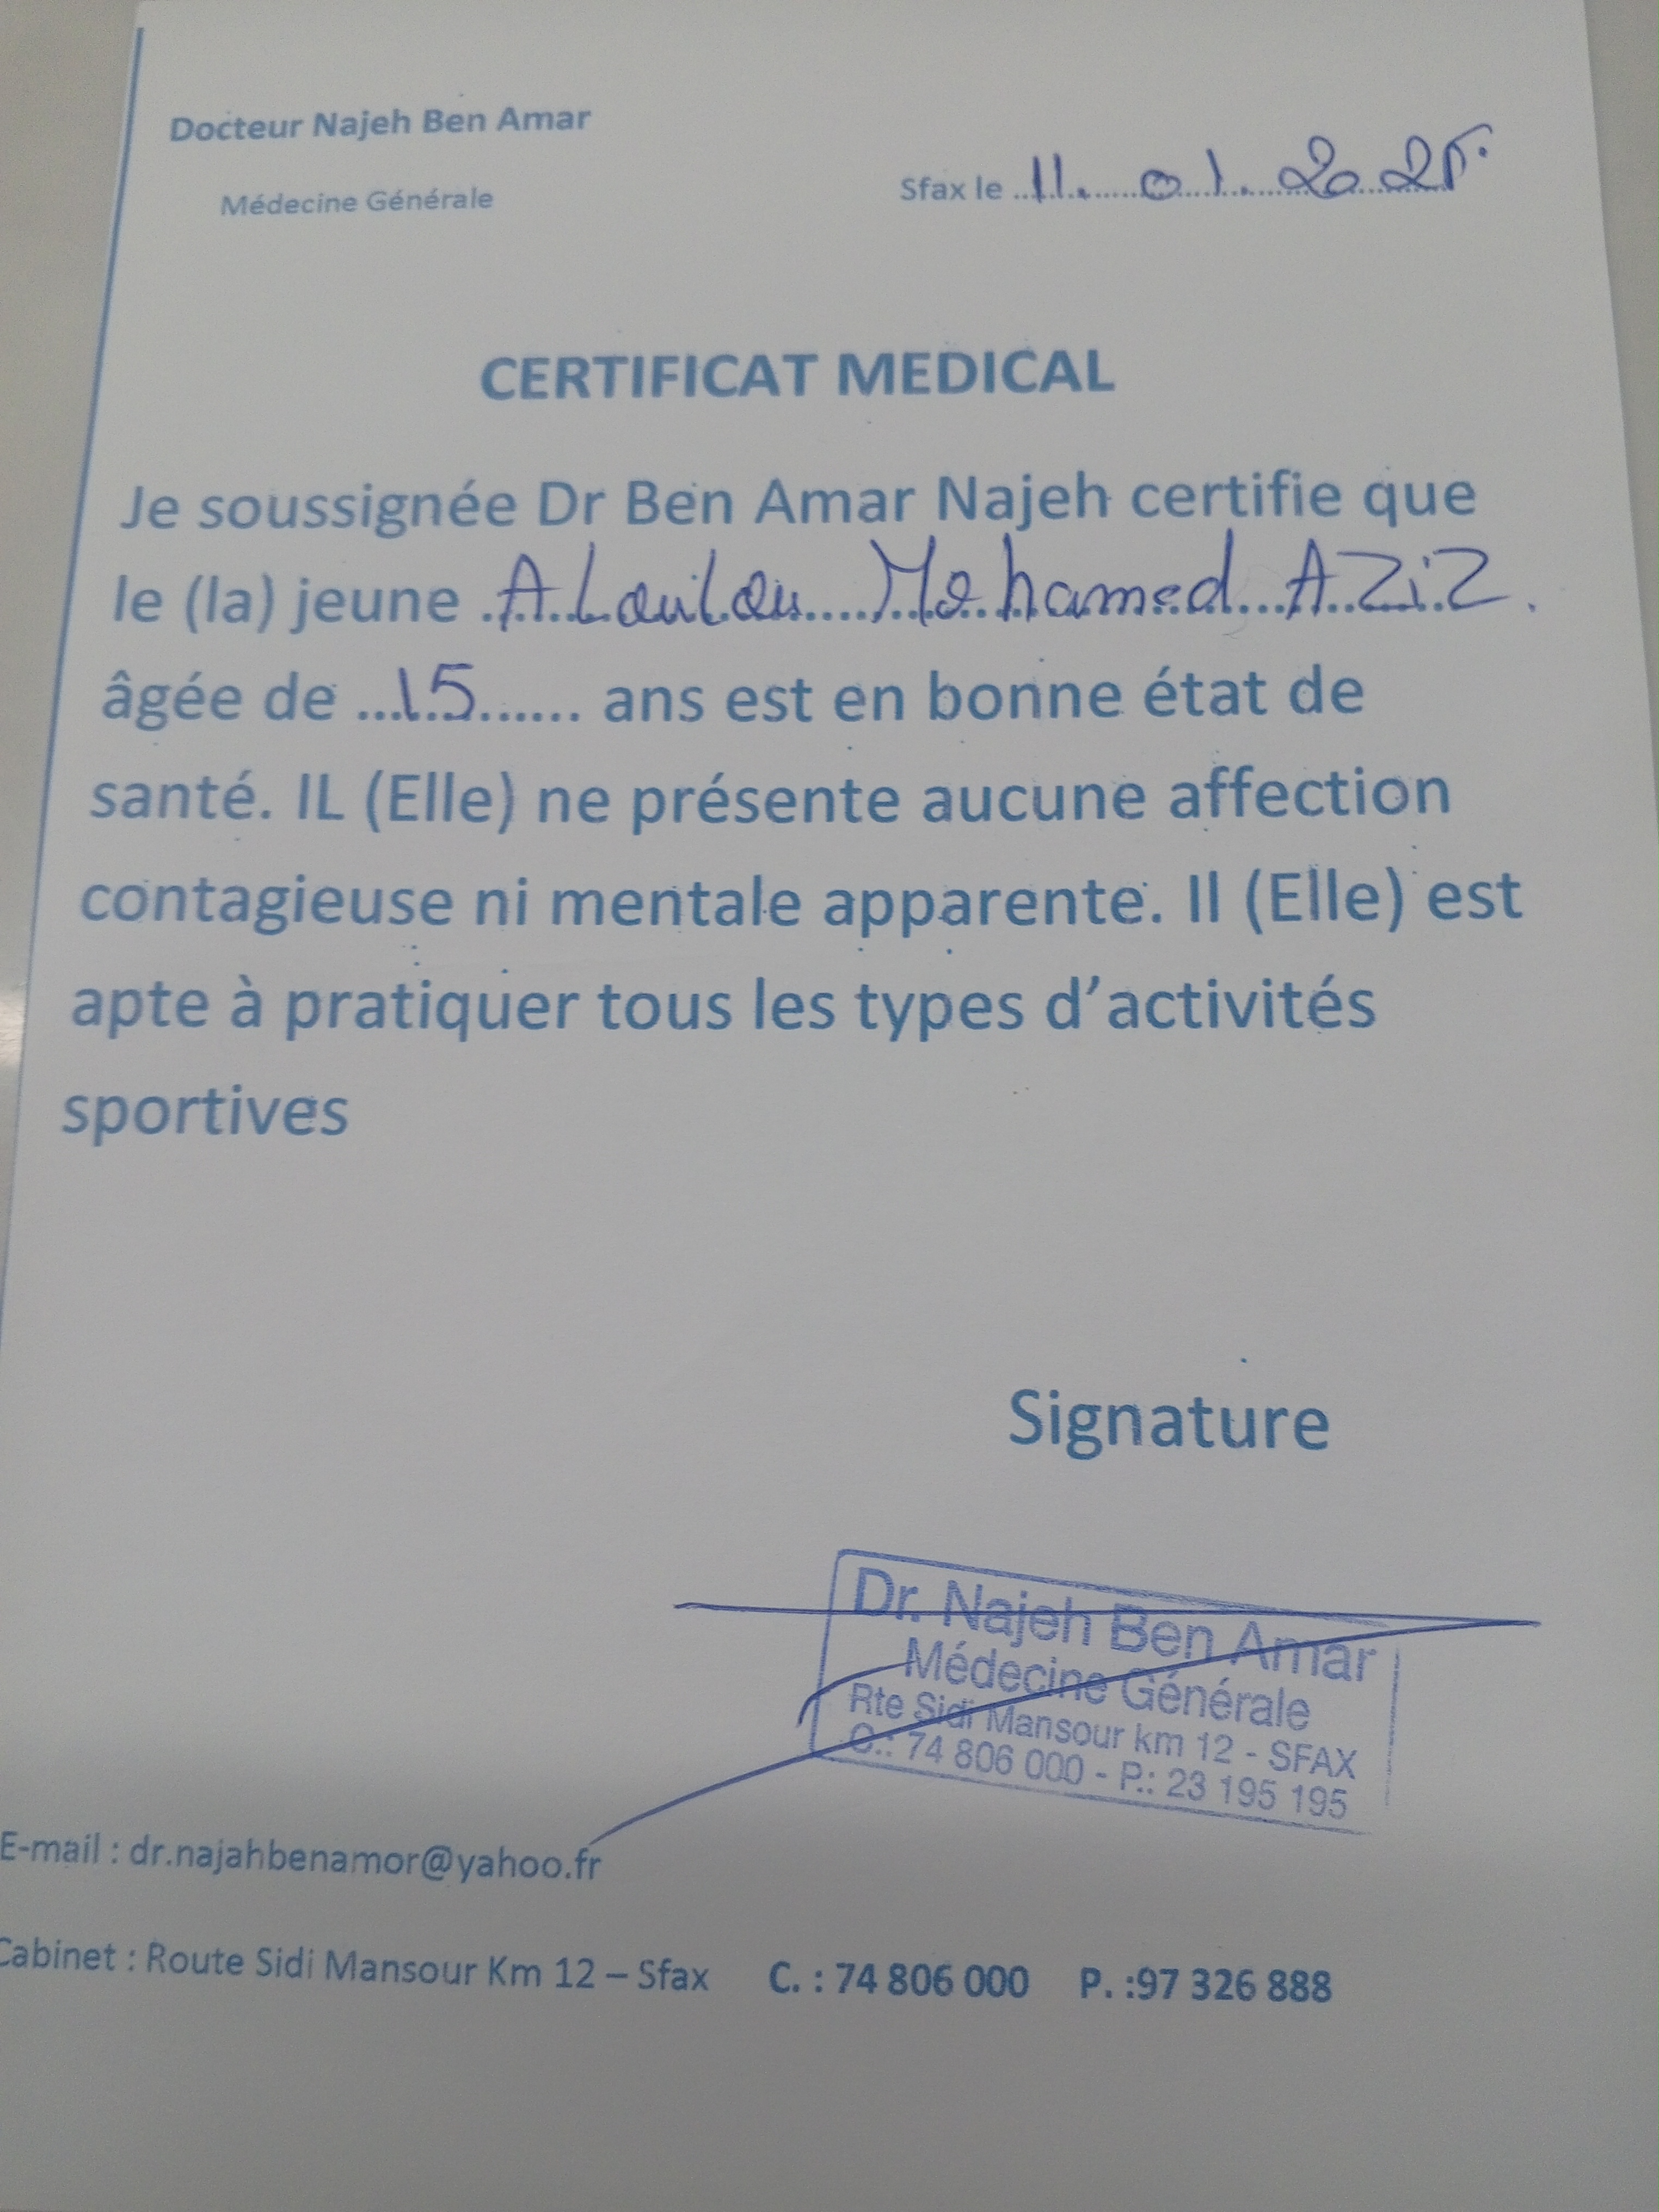 Docteur Najeh Ben Amar
Médecine Générale
Sfax le ..11. 01. 2025.
CERTIFICAT MEDICAL
Je soussignée Dr Ben Amar Najeh certifie que
le (la) jeune .ALouLou Mohamed AZiZ.
âgée de ...15...... ans est en bonne état de
santé. IL (Elle) ne présente aucune affection
contagieuse ni mentale apparente. Il (Elle) est
apte à pratiquer tous les types d'activités
sportives
Signature
Dr. Najeh Ben Amar
Médecine Générale
Rte Sidi Mansour km 12 - SFAX
C.: 74 806 000 - P.: 23 195 195
E-mail : dr.najahbenamor@yahoo.fr
Cabinet : Route Sidi Mansour Km 12 – Sfax C. : 74 806 000 P. :97 326 888